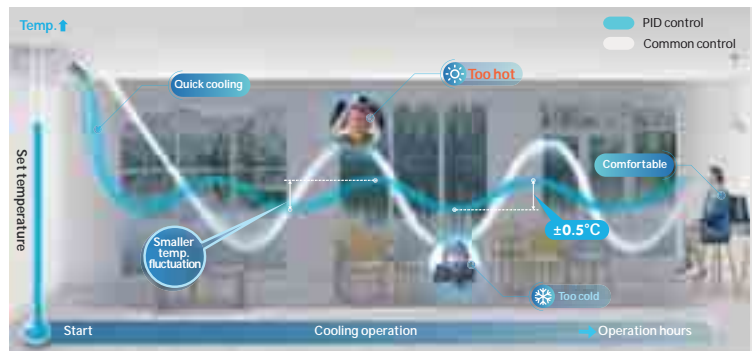 Temp.
PID control
Common control
Quick cooling
Too hot
Set temperature
Comfortable
Smaller
temp.
fluctuation
±0.5°C
Too cold
Start
Cooling operation
Operation hours